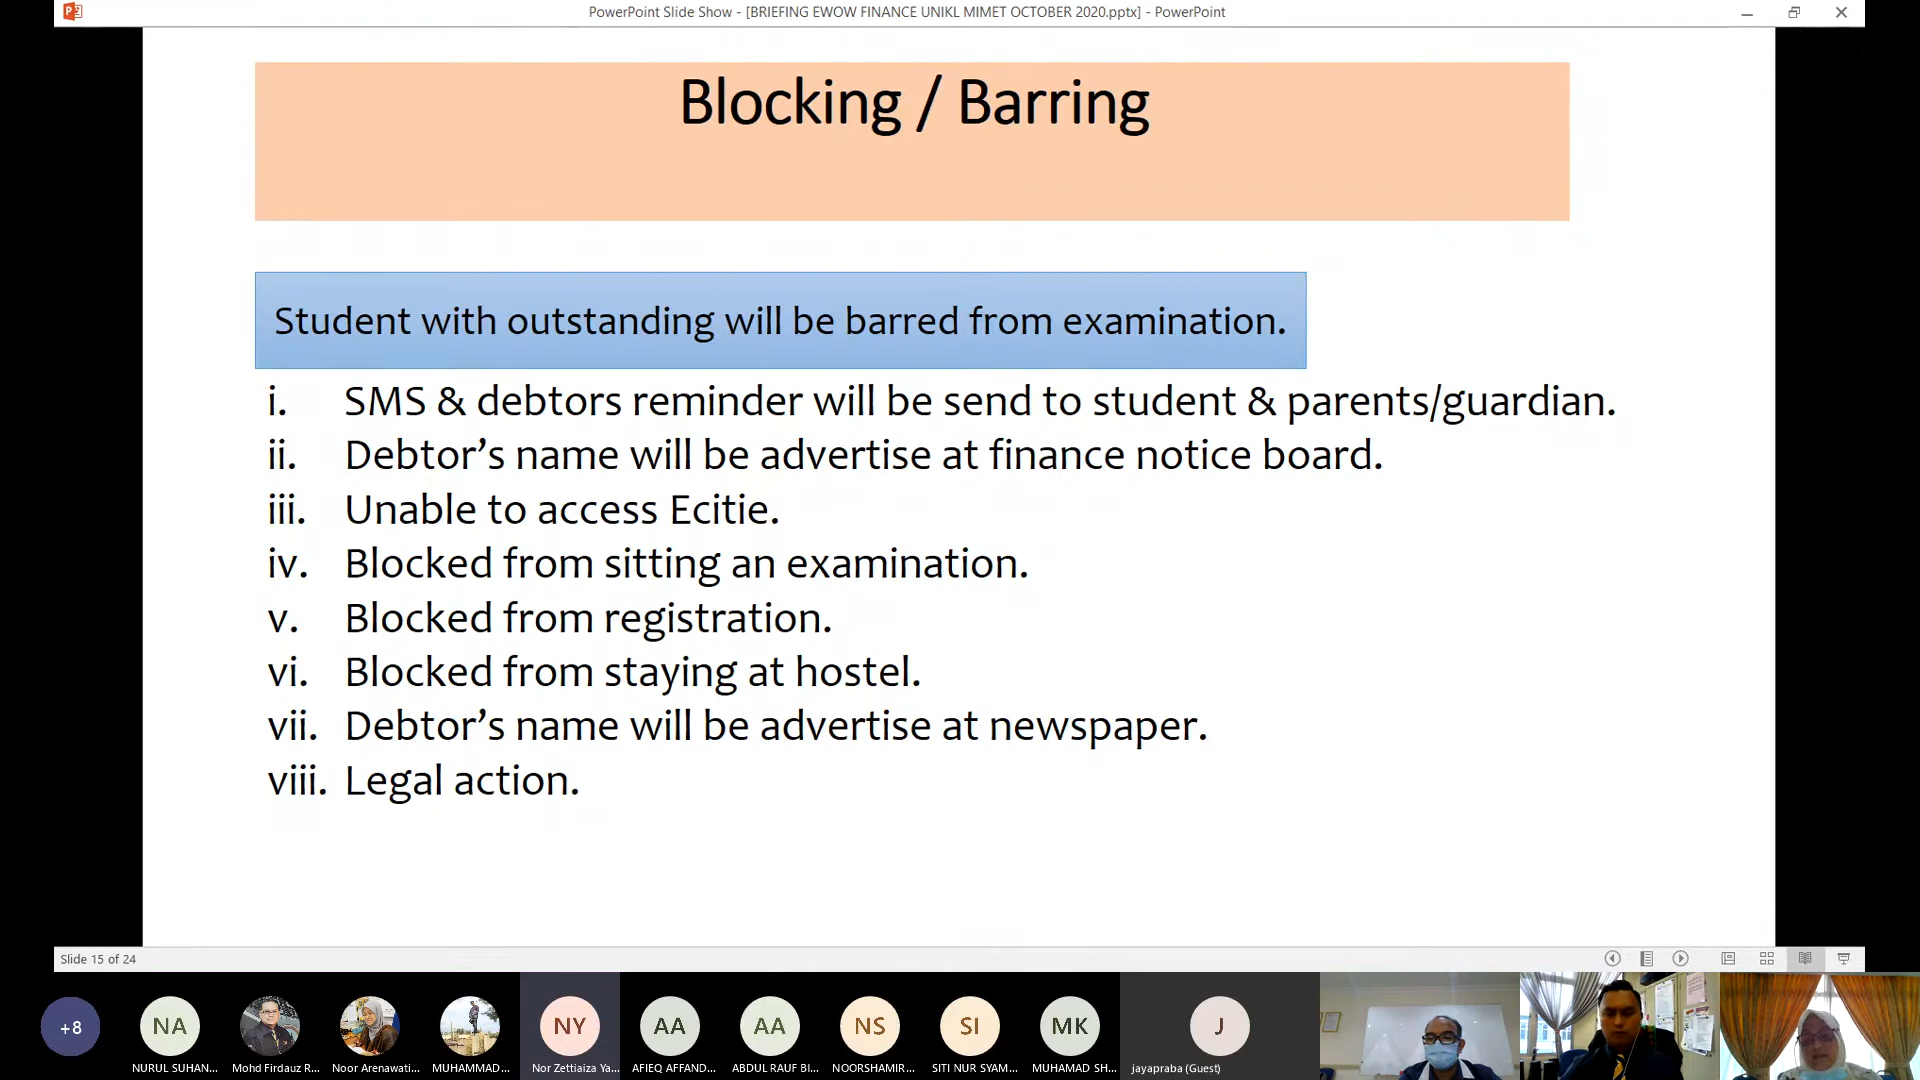 PowerPoint Slide Show - [BRIEFING EWOW FINANCE UNIKL MIMET OCTOBER 2020.pptx] - PowerPoint
Blocking / Barring
Student with outstanding will be barred from examination.
i. SMS & debtors reminder will be send to student & parents/guardian.
ii. Debtor’s name will be advertise at finance notice board.
iii. Unable to access Ecitie.
iv. Blocked from sitting an examination.
v. Blocked from registration.
vi. Blocked from staying at hostel.
vii. Debtor’s name will be advertise at newspaper.
viii. Legal action.
Slide 15 of 24
+8
NA
NY
AA
AA
NS
SI
MK
J
NURUL SUHAN...
Mohd Firdauz R...
Noor Arenawati...
MUHAMMAD...
Nor Zettiaiza Ya...
AFIEQ AFFAND...
ABDUL RAUF BI...
NOORSHAMIR...
SITI NUR SYAM...
MUHAMAD SH...
jayapraba (Guest)